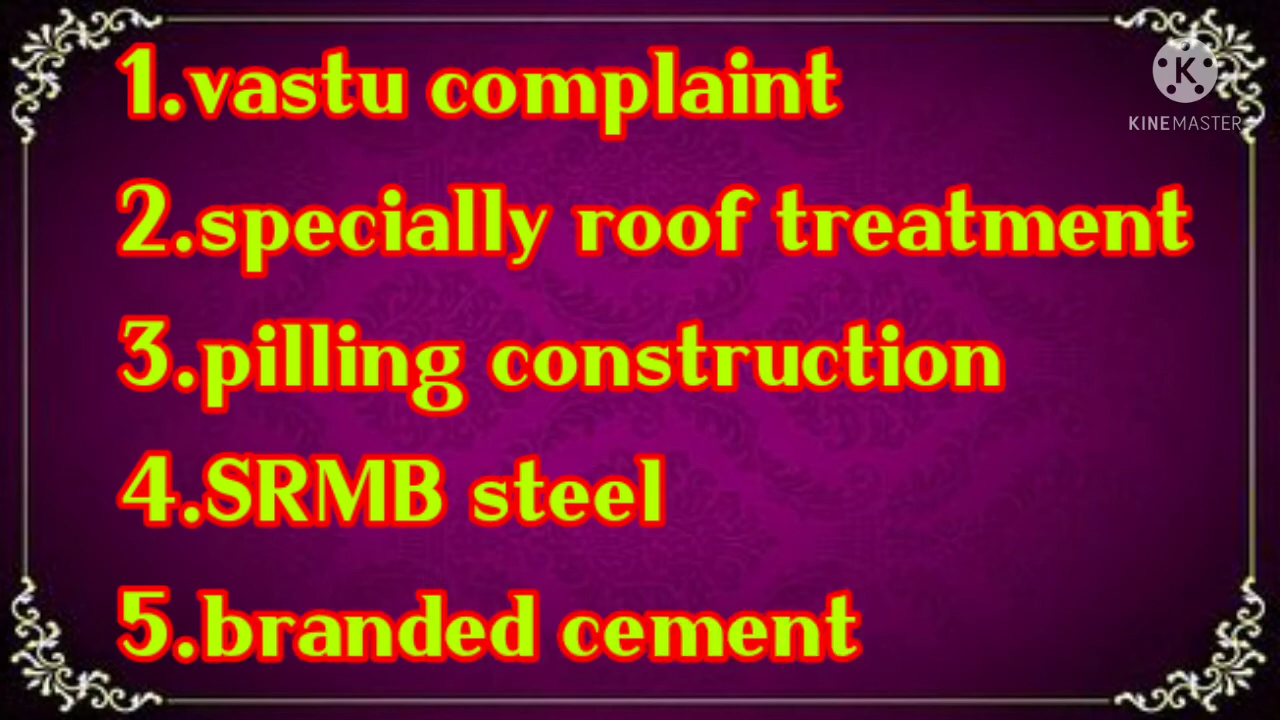 1.vastu complaint
K
KINEMASTER
2.specially roof treatment
3.pilling construction
4.SRMB steel
5.branded cement